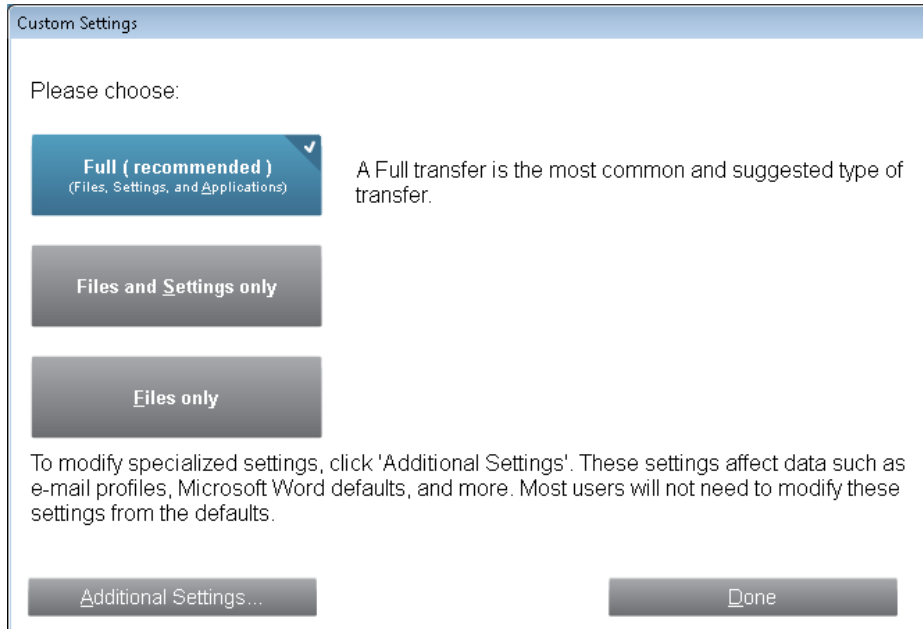 Custom Settings
Please choose:
Full ( recommended )
(Files, Settings, and Applications)
A Full transfer is the most common and suggested type of
transfer.
Files and Settings only
Files only
To modify specialized settings, click 'Additional Settings'. These settings affect data such as
e-mail profiles, Microsoft Word defaults, and more. Most users will not need to modify these
settings from the defaults.
Additional Settings...
Done